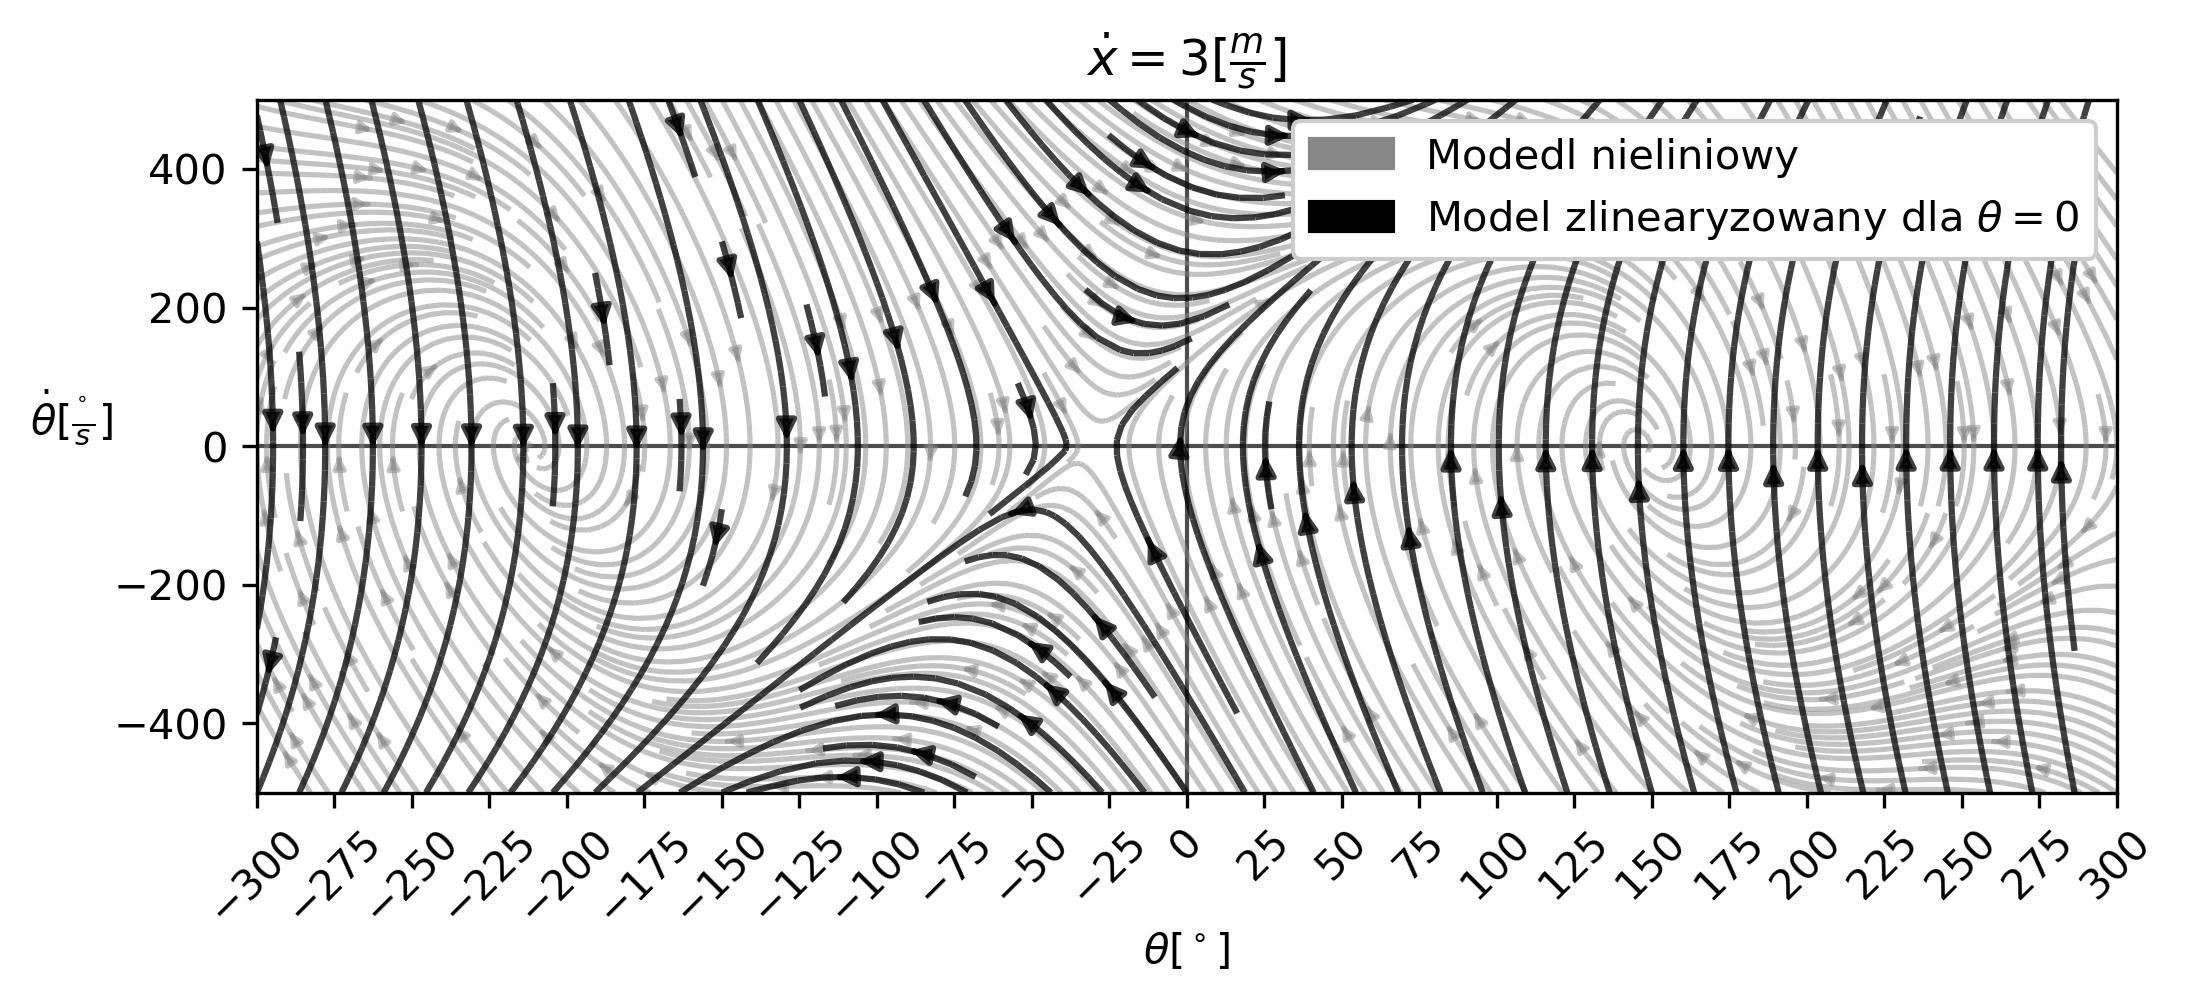 ẋ = 3[m/s]
Modedl nieliniowy
Model zlinearyzowany dla θ = 0
400
200
0
−200
−400
θ̇[°/s]
−300 −275 −250 −225 −200 −175 −150 −125 −100 −75 −50 −25 0 25 50 75 100 125 150 175 200 225 250 275 300
θ[°]